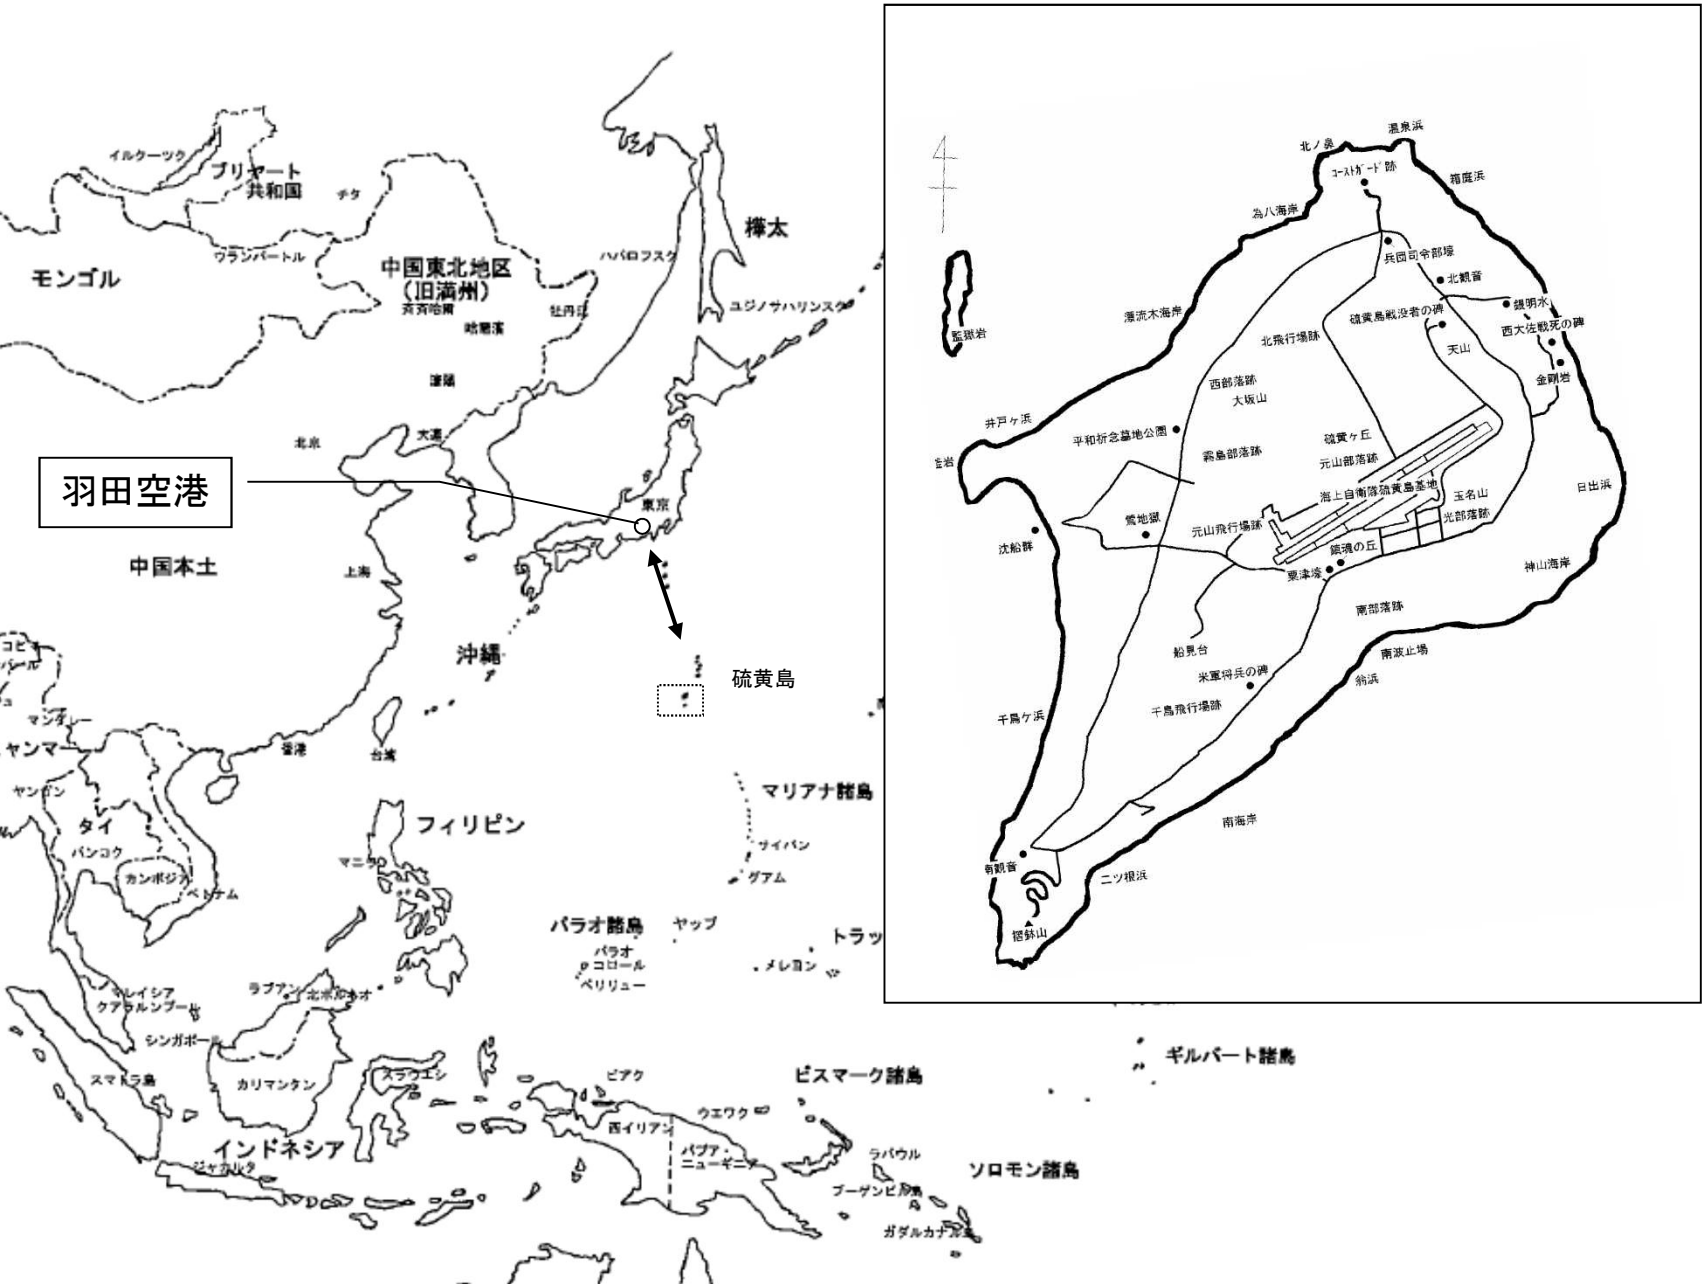 イルクーツク
ブリヤート
共和国
チタ
モンゴル
ウランバートル
中国東北地区
(旧満州)
斉斉哈爾
哈爾濱
牡丹江
ハバロフスク
樺太
ユジノサハリンスク
瀋陽
北京
大連
羽田空港
東京
中国本土
上海
沖縄
硫黄島
マンダレー
ャンマー
ヤンゴン
香港
台湾
タイ
バンコク
カンボジア
ベトナム
フィリピン
マニラ
マリアナ諸島
サイパン
グアム
パラオ諸島
ヤップ
トラッ
パラオ
コロール
ペリリュー
メレヨン
マレイシア
クアラルンプール
ラブアン
北ボルネオ
シンガポール
スマトラ島
カリマンタン
スラウエシ
ビアク
ビスマーク諸島
ギルバート諸島
ウエワク
西イリアン
パプア・
ニューギニア
インドネシア
ジャカルタ
ラバウル
ソロモン諸島
ブーゲンビル島
ガダルカナル島
温泉浜
北ノ鼻
コーストガード跡
箱庭浜
為八海岸
兵団司令部壕
北観音
銀明水
硫黄島戦没者の碑
西大佐戦死の碑
漂流木海岸
監獄岩
北飛行場跡
天山
金剛岩
西部落跡
大坂山
井戸ヶ浜
平和祈念墓地公園
硫黄ヶ丘
霧島部落跡
元山部落跡
岩
海上自衛隊硫黄島基地
玉名山
日出浜
光部落跡
鶯地獄
元山飛行場跡
沈船群
鎮魂の丘
粟津壕
神山海岸
南部落跡
船見台
南波止場
米軍将兵の碑
翁浜
千鳥飛行場跡
千鳥ケ浜
南海岸
南観音
二ツ根浜
摺鉢山